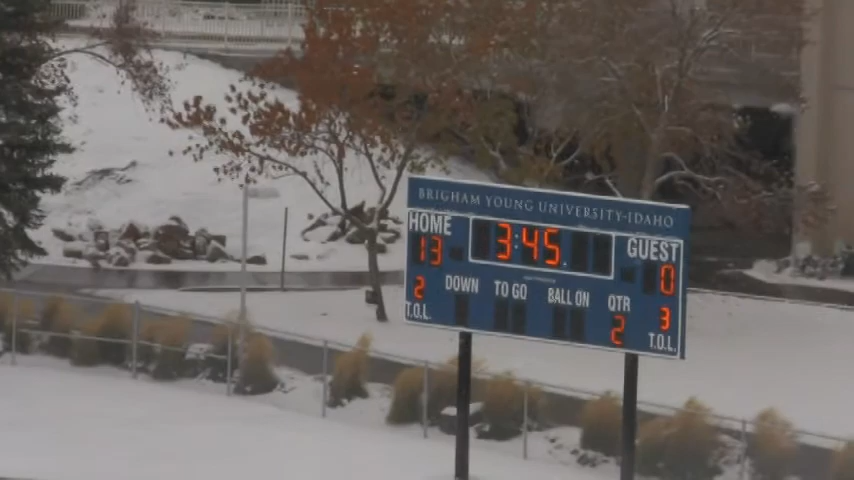 BRIGHAM YOUNG UNIVERSITY-IDAHO
HOME 3:45 GUEST
13 0
DOWN TO GO BALL ON QTR
2 2 3
T.O.L. T.O.L.